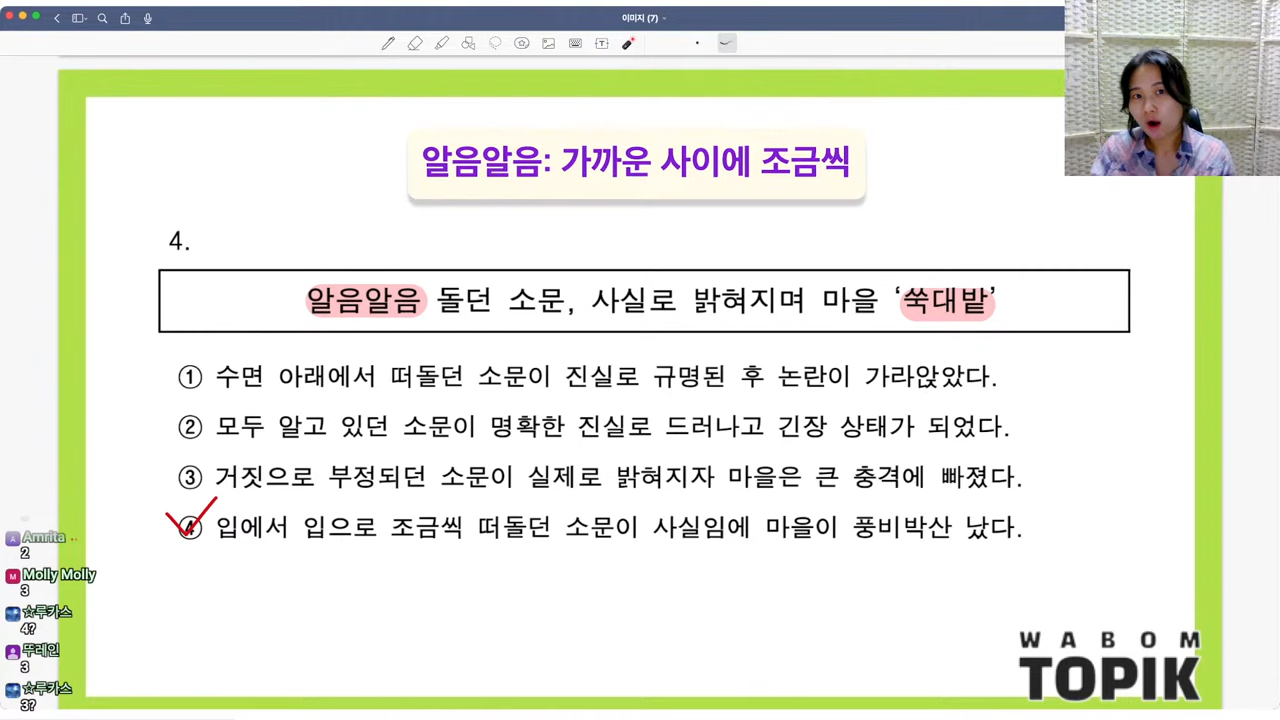 이미지 (7)
알음알음: 가까운 사이에 조금씩
4.
알음알음 돌던 소문, 사실로 밝혀지며 마을 ‘쑥대밭’
① 수면 아래에서 떠돌던 소문이 진실로 규명된 후 논란이 가라앉았다.
② 모두 알고 있던 소문이 명확한 진실로 드러나고 긴장 상태가 되었다.
③ 거짓으로 부정되던 소문이 실제로 밝혀지자 마을은 큰 충격에 빠졌다.
④ 입에서 입으로 조금씩 떠돌던 소문이 사실임에 마을이 풍비박산 났다.
A Amrita
2
M Molly Molly
3
☆루카스
4?
뚜레인
3
☆루카스
3?
WABOM
TOPIK